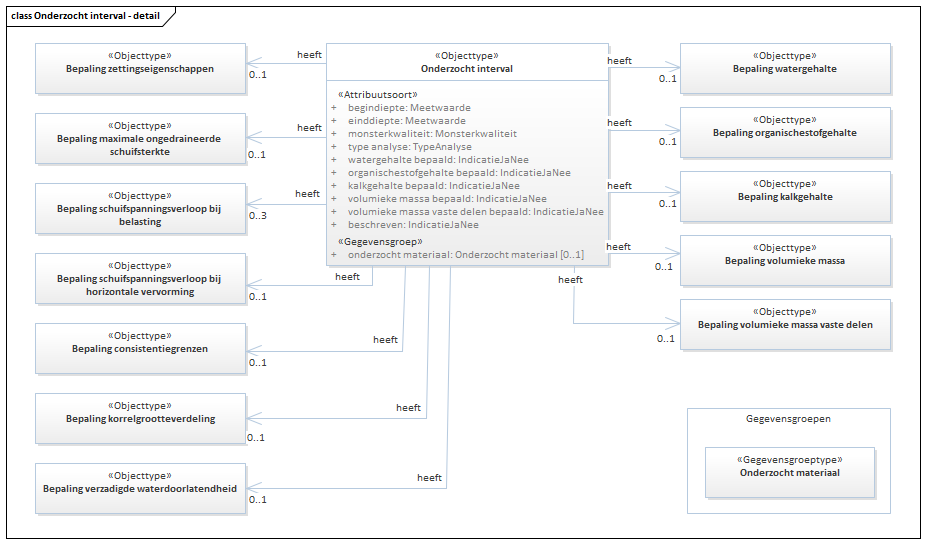 class Onderzocht interval - detail
«Objecttype»
Bepaling zettingseigenschappen
heeft
0..1
«Objecttype»
Bepaling maximale ongedraineerde
schuifsterkte
heeft
0..1
«Objecttype»
Bepaling schuifspanningsverloop bij
belasting
heeft
0..3
«Objecttype»
Bepaling schuifspanningsverloop bij
horizontale vervorming
heeft
0..1
«Objecttype»
Bepaling consistentiegrenzen
heeft
0..1
«Objecttype»
Bepaling korrelgrootteverdeling
heeft
0..1
«Objecttype»
Bepaling verzadigde waterdoorlatendheid
heeft
0..1
«Objecttype»
Onderzocht interval
«Attribuutsoort»
+ begindiepte: Meetwaarde
+ einddiepte: Meetwaarde
+ monsterkwaliteit: Monsterkwaliteit
+ type analyse: TypeAnalyse
+ watergehalte bepaald: IndicatieJaNee
+ organischestofgehalte bepaald: IndicatieJaNee
+ kalkgehalte bepaald: IndicatieJaNee
+ volumieke massa bepaald: IndicatieJaNee
+ volumieke massa vaste delen bepaald: IndicatieJaNee
+ beschreven: IndicatieJaNee
«Gegevensgroep»
+ onderzocht materiaal: Onderzocht materiaal [0..1]
heeft
0..1
«Objecttype»
Bepaling watergehalte
heeft
0..1
«Objecttype»
Bepaling organischestofgehalte
heeft
0..1
«Objecttype»
Bepaling kalkgehalte
heeft
0..1
«Objecttype»
Bepaling volumieke massa
heeft
0..1
«Objecttype»
Bepaling volumieke massa vaste delen
Gegevensgroepen
«Gegevensgroeptype»
Onderzocht materiaal